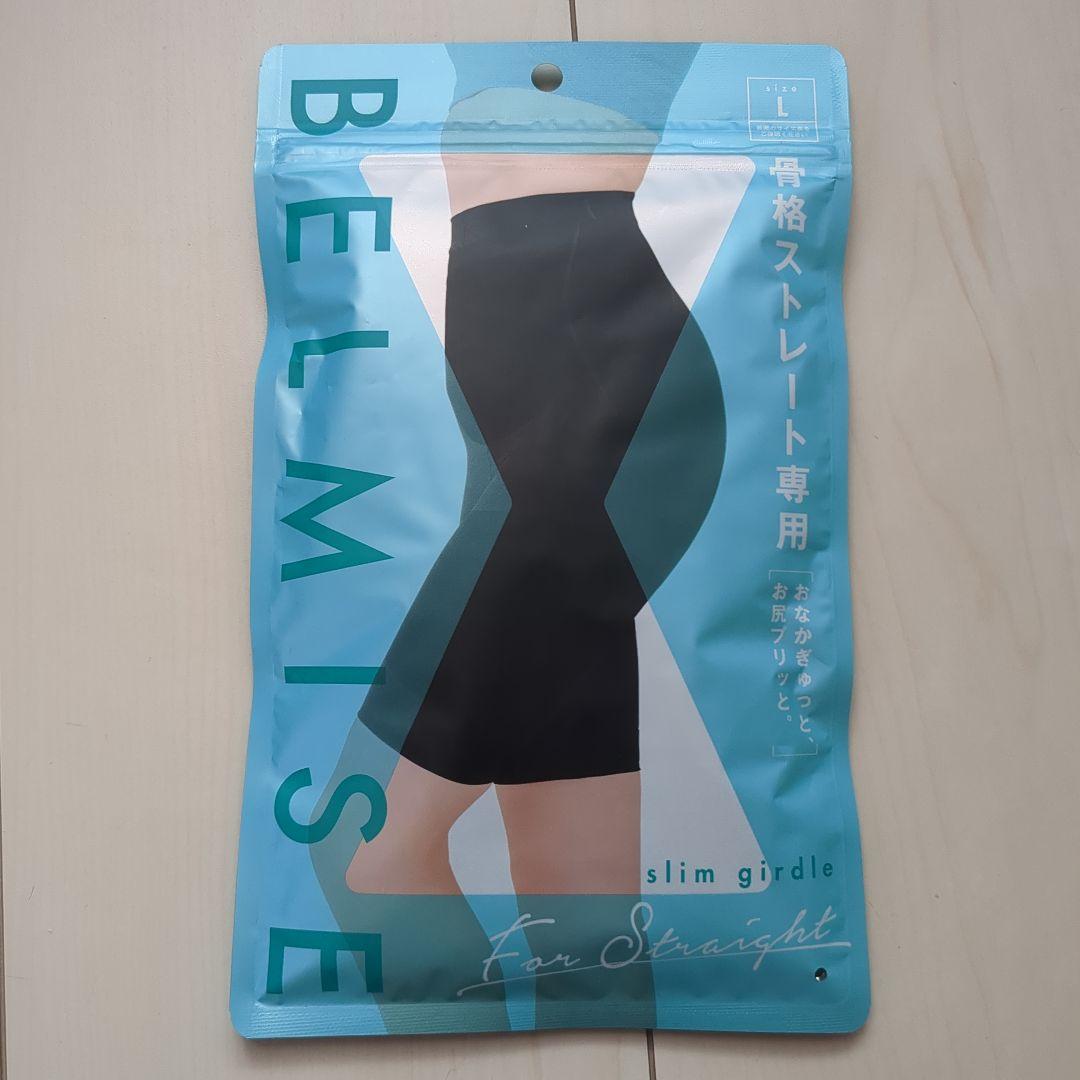 BELMISE
size
L
骨格ストレート専用
おなかぎゅっと、
お尻プリッと。
slim girdle
For Straight